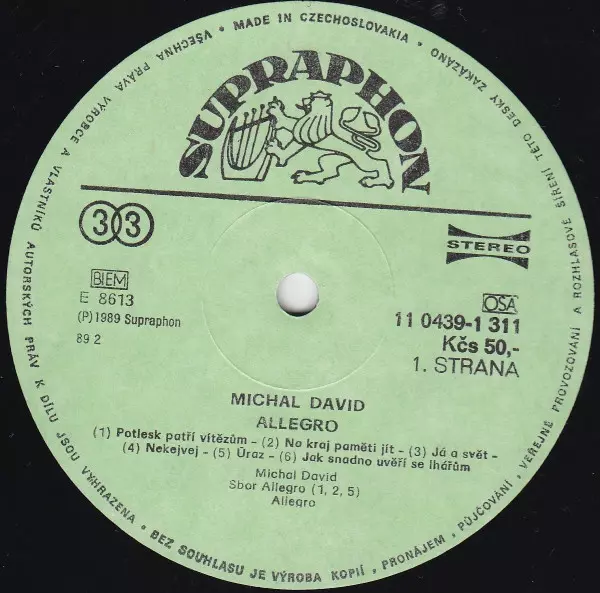 VŠECHNA PRÁVA VÝROBCE A VLASTNÍKŮ AUTORSKÝCH PRÁV K DÍLU JSOU VYHRAZENA • BEZ SOUHLASU JE VÝROBA KOPIÍ, PRONÁJEM, PŮJČOVÁNÍ, VEŘEJNÉ PROVOZOVÁNÍ A ROZHLASOVÉ ŠÍŘENÍ TÉTO DESKY ZAKÁZÁNO • MADE IN CZECHOSLOVAKIA •
SUPRAPHON
33
STEREO
BIEM
E 8613
(P)1989 Supraphon
89 2
OSA
11 0439-1 311
Kčs 50,-
1. STRANA
MICHAL DAVID
ALLEGRO
(1) Potlesk patří vítězům - (2) Na kraj paměti jít - (3) Já a svět -
(4) Nekejvej - (5) Úraz - (6) Jak snadno uvěří se lhářům
Michal David
Sbor Allegro (1, 2, 5)
Allegro